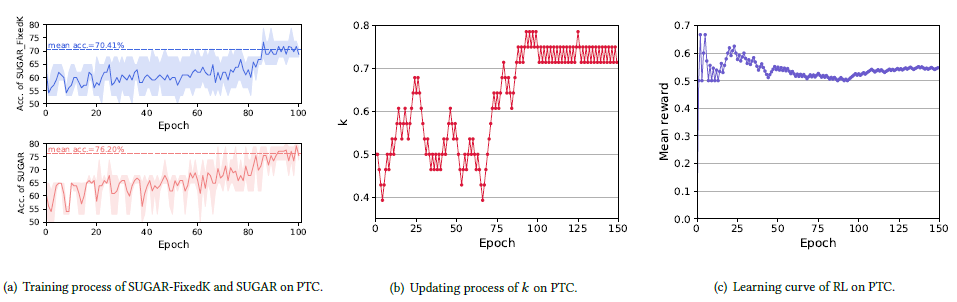 Acc. of SUGAR_FixedK
80
75
70
65
60
55
50
mean acc.=70.41%
0 20 40 60 80 100
Epoch
Acc. of SUGAR
80
75
70
65
60
55
50
mean acc.=76.20%
0 20 40 60 80 100
Epoch
(a) Training process of SUGAR-FixedK and SUGAR on PTC.
k
0.8
0.7
0.6
0.5
0.4
0 25 50 75 100 125 150
Epoch
(b) Updating process of k on PTC.
Mean reward
0.7
0.6
0.5
0.4
0.3
0.2
0.1
0.0
0 25 50 75 100 125 150
Epoch
(c) Learning curve of RL on PTC.